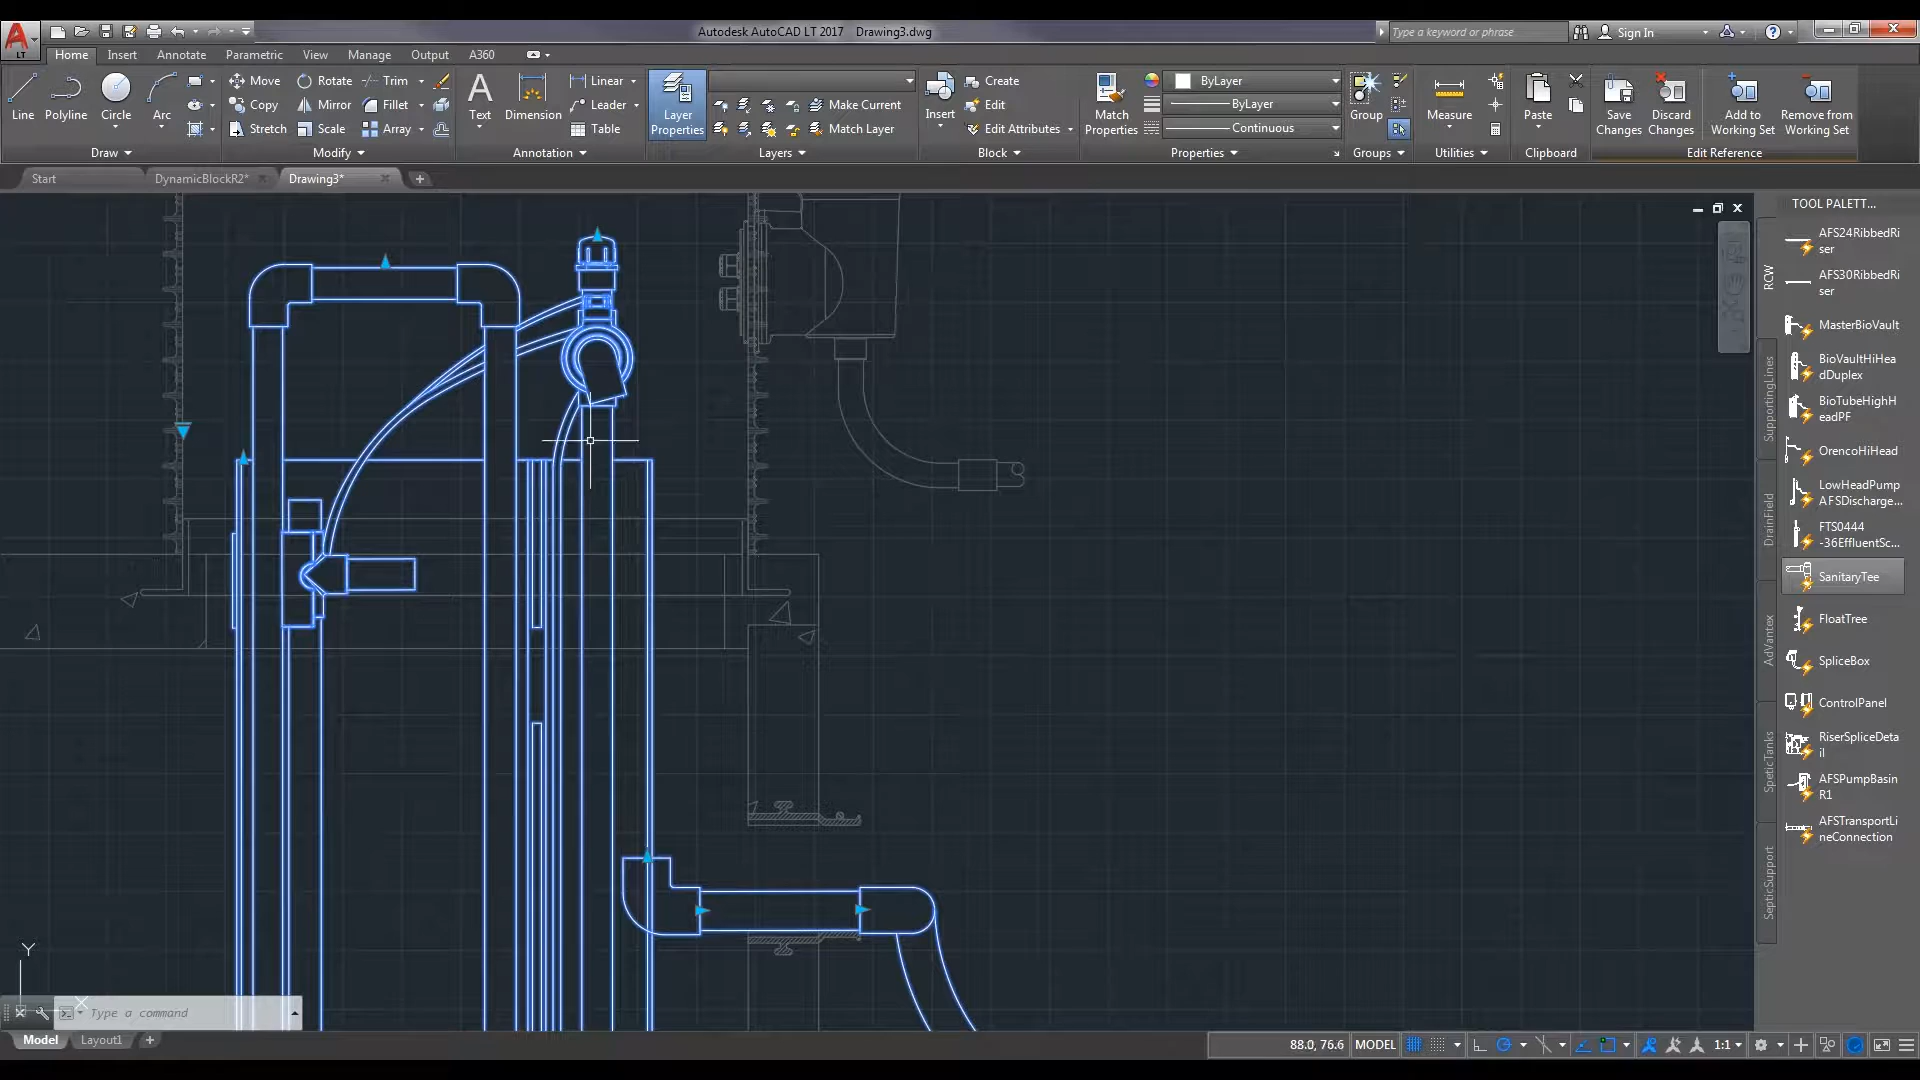 Autodesk AutoCAD LT 2017 Drawing3.dwg
Type a keyword or phrase
Sign In
LT
Home Insert Annotate Parametric View Manage Output A360
Line Polyline Circle Arc
Move Rotate Trim
Copy Mirror Fillet
Stretch Scale Array
Text Dimension
Linear
Leader
Table
Layer Properties
Make Current
Match Layer
Insert
Create
Edit
Edit Attributes
Match Properties
ByLayer
ByLayer
Continuous
Group
Measure
Paste
Save Changes
Discard Changes
Add to Working Set
Remove from Working Set
Draw Modify Annotation Layers Block Properties Groups Utilities Clipboard Edit Reference
Start DynamicBlockR2* Drawing3*
TOOL PALETT...
AFS24RibbedRi
ser
AFS30RibbedRi
ser
MasterBioVault
BioVaultHiHea
dDuplex
BioTubeHighH
eadPF
OrencoHiHead
LowHeadPump
AFSDischarge...
FTS0444
-36EffluentSc...
SanitaryTee
FloatTree
SpliceBox
ControlPanel
RiserSpliceDeta
il
AFSPumpBasin
R1
AFSTransportLi
neConnection
RCW
SupportingLines
DrainField
AdVantex
SpeticTanks
SepticSupport
Y
X
Type a command
Model Layout1
88.0, 76.6 MODEL 1:1